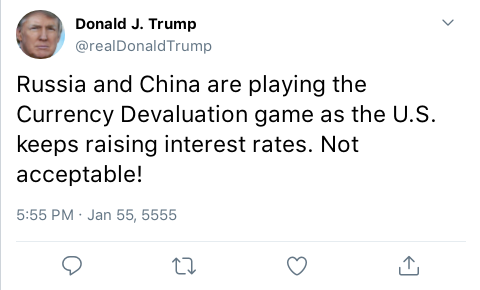 Donald J. Trump
@realDonaldTrump
Russia and China are playing the
Currency Devaluation game as the U.S.
keeps raising interest rates. Not
acceptable!
5:55 PM · Jan 55, 5555